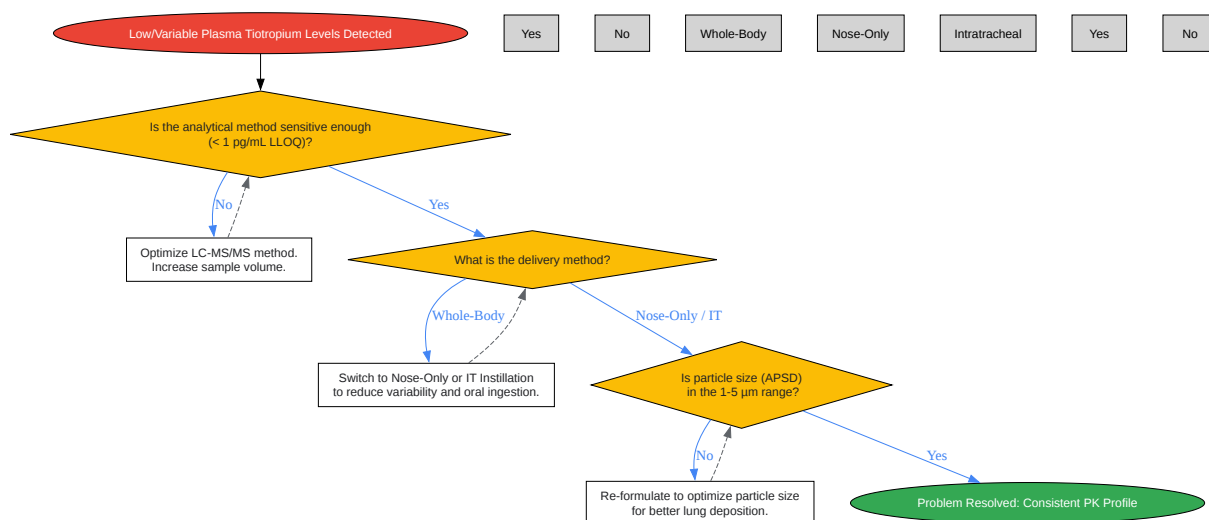 Low/Variable Plasma Tiotropium Levels Detected
Yes
No
Whole-Body
Nose-Only
Intratracheal
Yes
No
Is the analytical method sensitive enough
(< 1 pg/mL LLOQ)?
No
Yes
Optimize LC-MS/MS method.
Increase sample volume.
What is the delivery method?
Whole-Body
Nose-Only / IT
Switch to Nose-Only or IT Instillation
to reduce variability and oral ingestion.
Is particle size (APSD)
in the 1-5 µm range?
No
Yes
Re-formulate to optimize particle size
for better lung deposition.
Problem Resolved: Consistent PK Profile